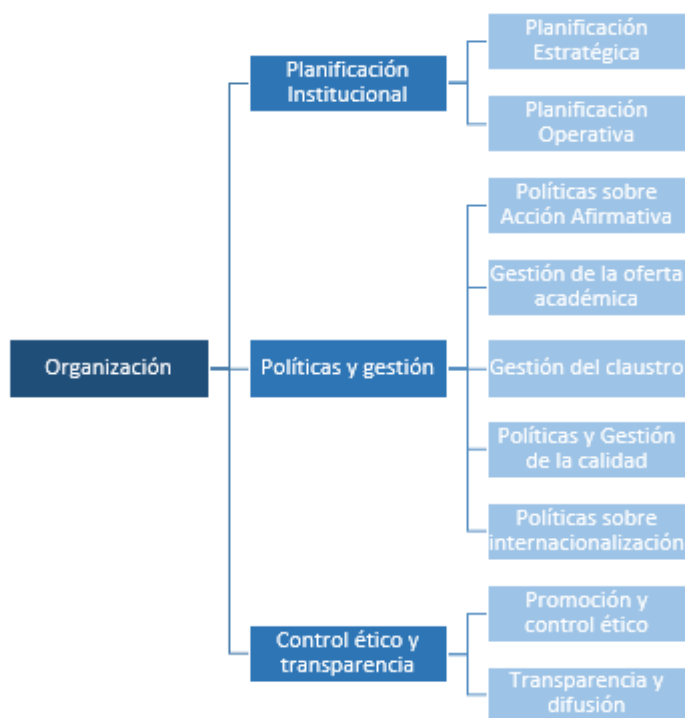 Organización
Planificación
Institucional
Planificación
Estratégica
Planificación
Operativa
Políticas y gestión
Políticas sobre
Acción Afirmativa
Gestión de la oferta
académica
Gestión del claustro
Políticas y Gestión
de la calidad
Políticas sobre
internacionalización
Control ético y
transparencia
Promoción y
control ético
Transparencia y
difusión